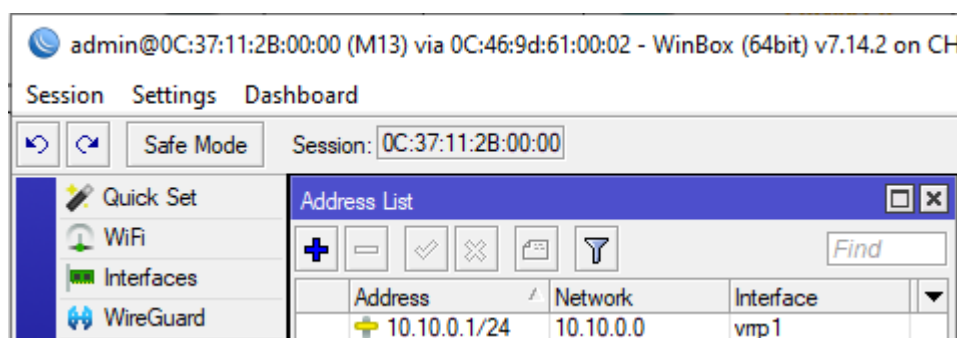 admin@0C:37:11:2B:00:00 (M13) via 0C:46:9d:61:00:02 - WinBox (64bit) v7.14.2 on CH
Session Settings Dashboard
Safe Mode Session: 0C:37:11:2B:00:00
Quick Set
WiFi
Interfaces
WireGuard
Address List
Find
Address Network Interface
10.10.0.1/24 10.10.0.0 vrrp1